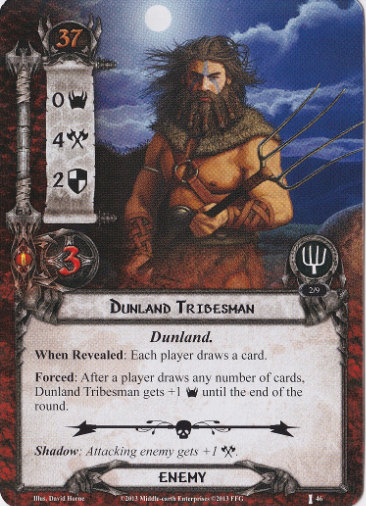 37
0
4
2
3
2/9
DUNLAND TRIBESMAN
Dunland.
When Revealed: Each player draws a card.
Forced: After a player draws any number of cards,
Dunland Tribesman gets +1 until the end of the
round.
Shadow: Attacking enemy gets +1 .
ENEMY
Illus. David Horne ©2013 Middle-earth Enterprises ©2013 FFG 46